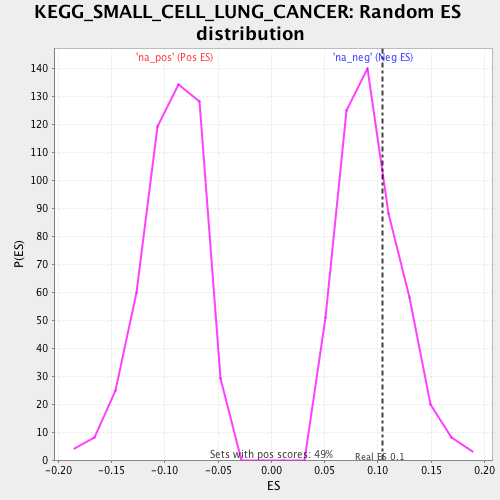 KEGG_SMALL_CELL_LUNG_CANCER: Random ES
distribution
'na_pos' (Pos ES)
'na_neg' (Neg ES)
P(ES)
140
130
120
110
100
90
80
70
60
50
40
30
20
10
0
Sets with pos scores: 49%
Real ES 0.1
-0.20 -0.15 -0.10 -0.05 0.00 0.05 0.10 0.15 0.20
ES